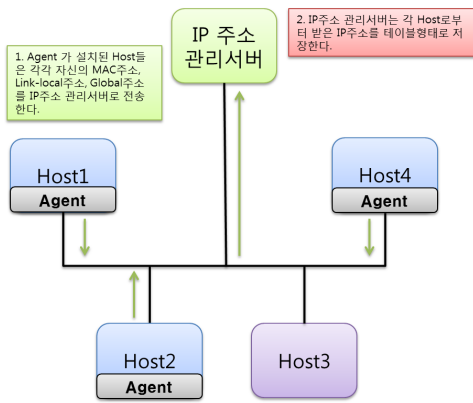 IP 주소
관리서버
2. IP주소 관리서버는 각 Host로부
터 받은 IP주소를 테이블형태로 저
장한다.
1. Agent 가 설치된 Host들
은 각각 자신의 MAC주소,
Link-local주소, Global주소
를 IP주소 관리서버로 전송
한다.
Host1
Agent
Host4
Agent
Host2
Agent
Host3